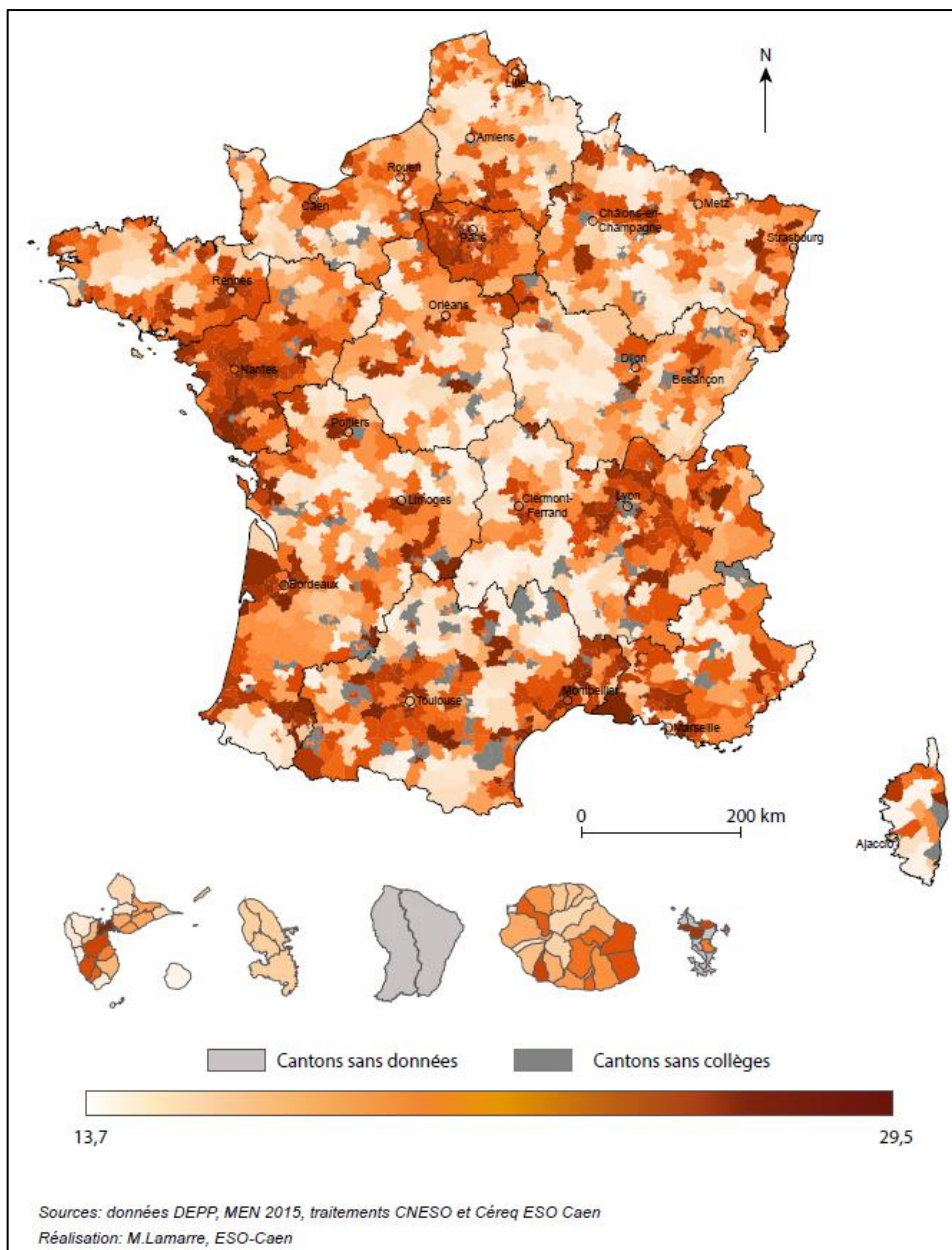 N
Lille
Amiens
Rouen
Caen
Metz
Châlons-en-
Champagne
Paris
Strasbourg
Rennes
Orléans
Nantes
Dijon
Besançon
Poitiers
Limoges
Clermont-
Ferrand
Lyon
Bordeaux
Toulouse
Montpellier
Marseille
0 200 km
Ajaccio
Cantons sans données Cantons sans collèges
13,7 29,5
Sources: données DEPP, MEN 2015, traitements CNESO et Céreq ESO Caen
Réalisation: M.Lamarre, ESO-Caen